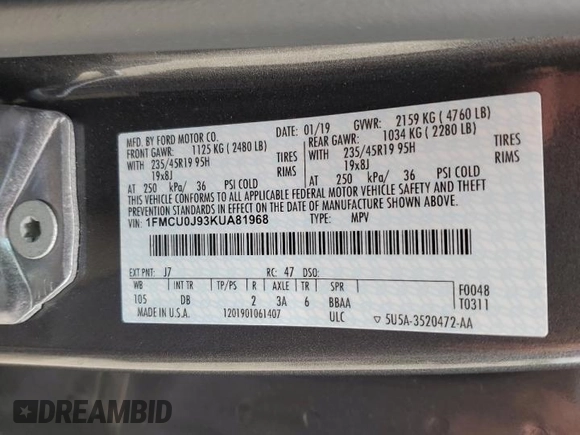 MFD. BY FORD MOTOR CO.
DATE: 01/19 GVWR: 2159 KG ( 4760 LB)
FRONT GAWR: 1125 KG ( 2480 LB)
REAR GAWR: 1034 KG ( 2280 LB)
WITH 235/45R19 95H TIRES
WITH 235/45R19 95H TIRES
19x8J RIMS
19x8J RIMS
AT 250 kPa/ 36 PSI COLD
AT 250 kPa/ 36 PSI COLD
THIS VEHICLE CONFORMS TO ALL APPLICABLE FEDERAL MOTOR VEHICLE SAFETY AND BUMPER
STANDARDS IN EFFECT ON THE DATE OF MANUFACTURE SHOWN ABOVE.
VIN: 1FMCU0J93KUA81968 TYPE: MPV
EXT PNT: J7 RC: 47 DSO:
WB TP/PS R AXLE TR SPR
105 DB 2 3A 6 BBAA
F0048
T0311
MADE IN U.S.A. 1201901061407 ULC ▽ 5U5A-3520472-AA
DREAMBID